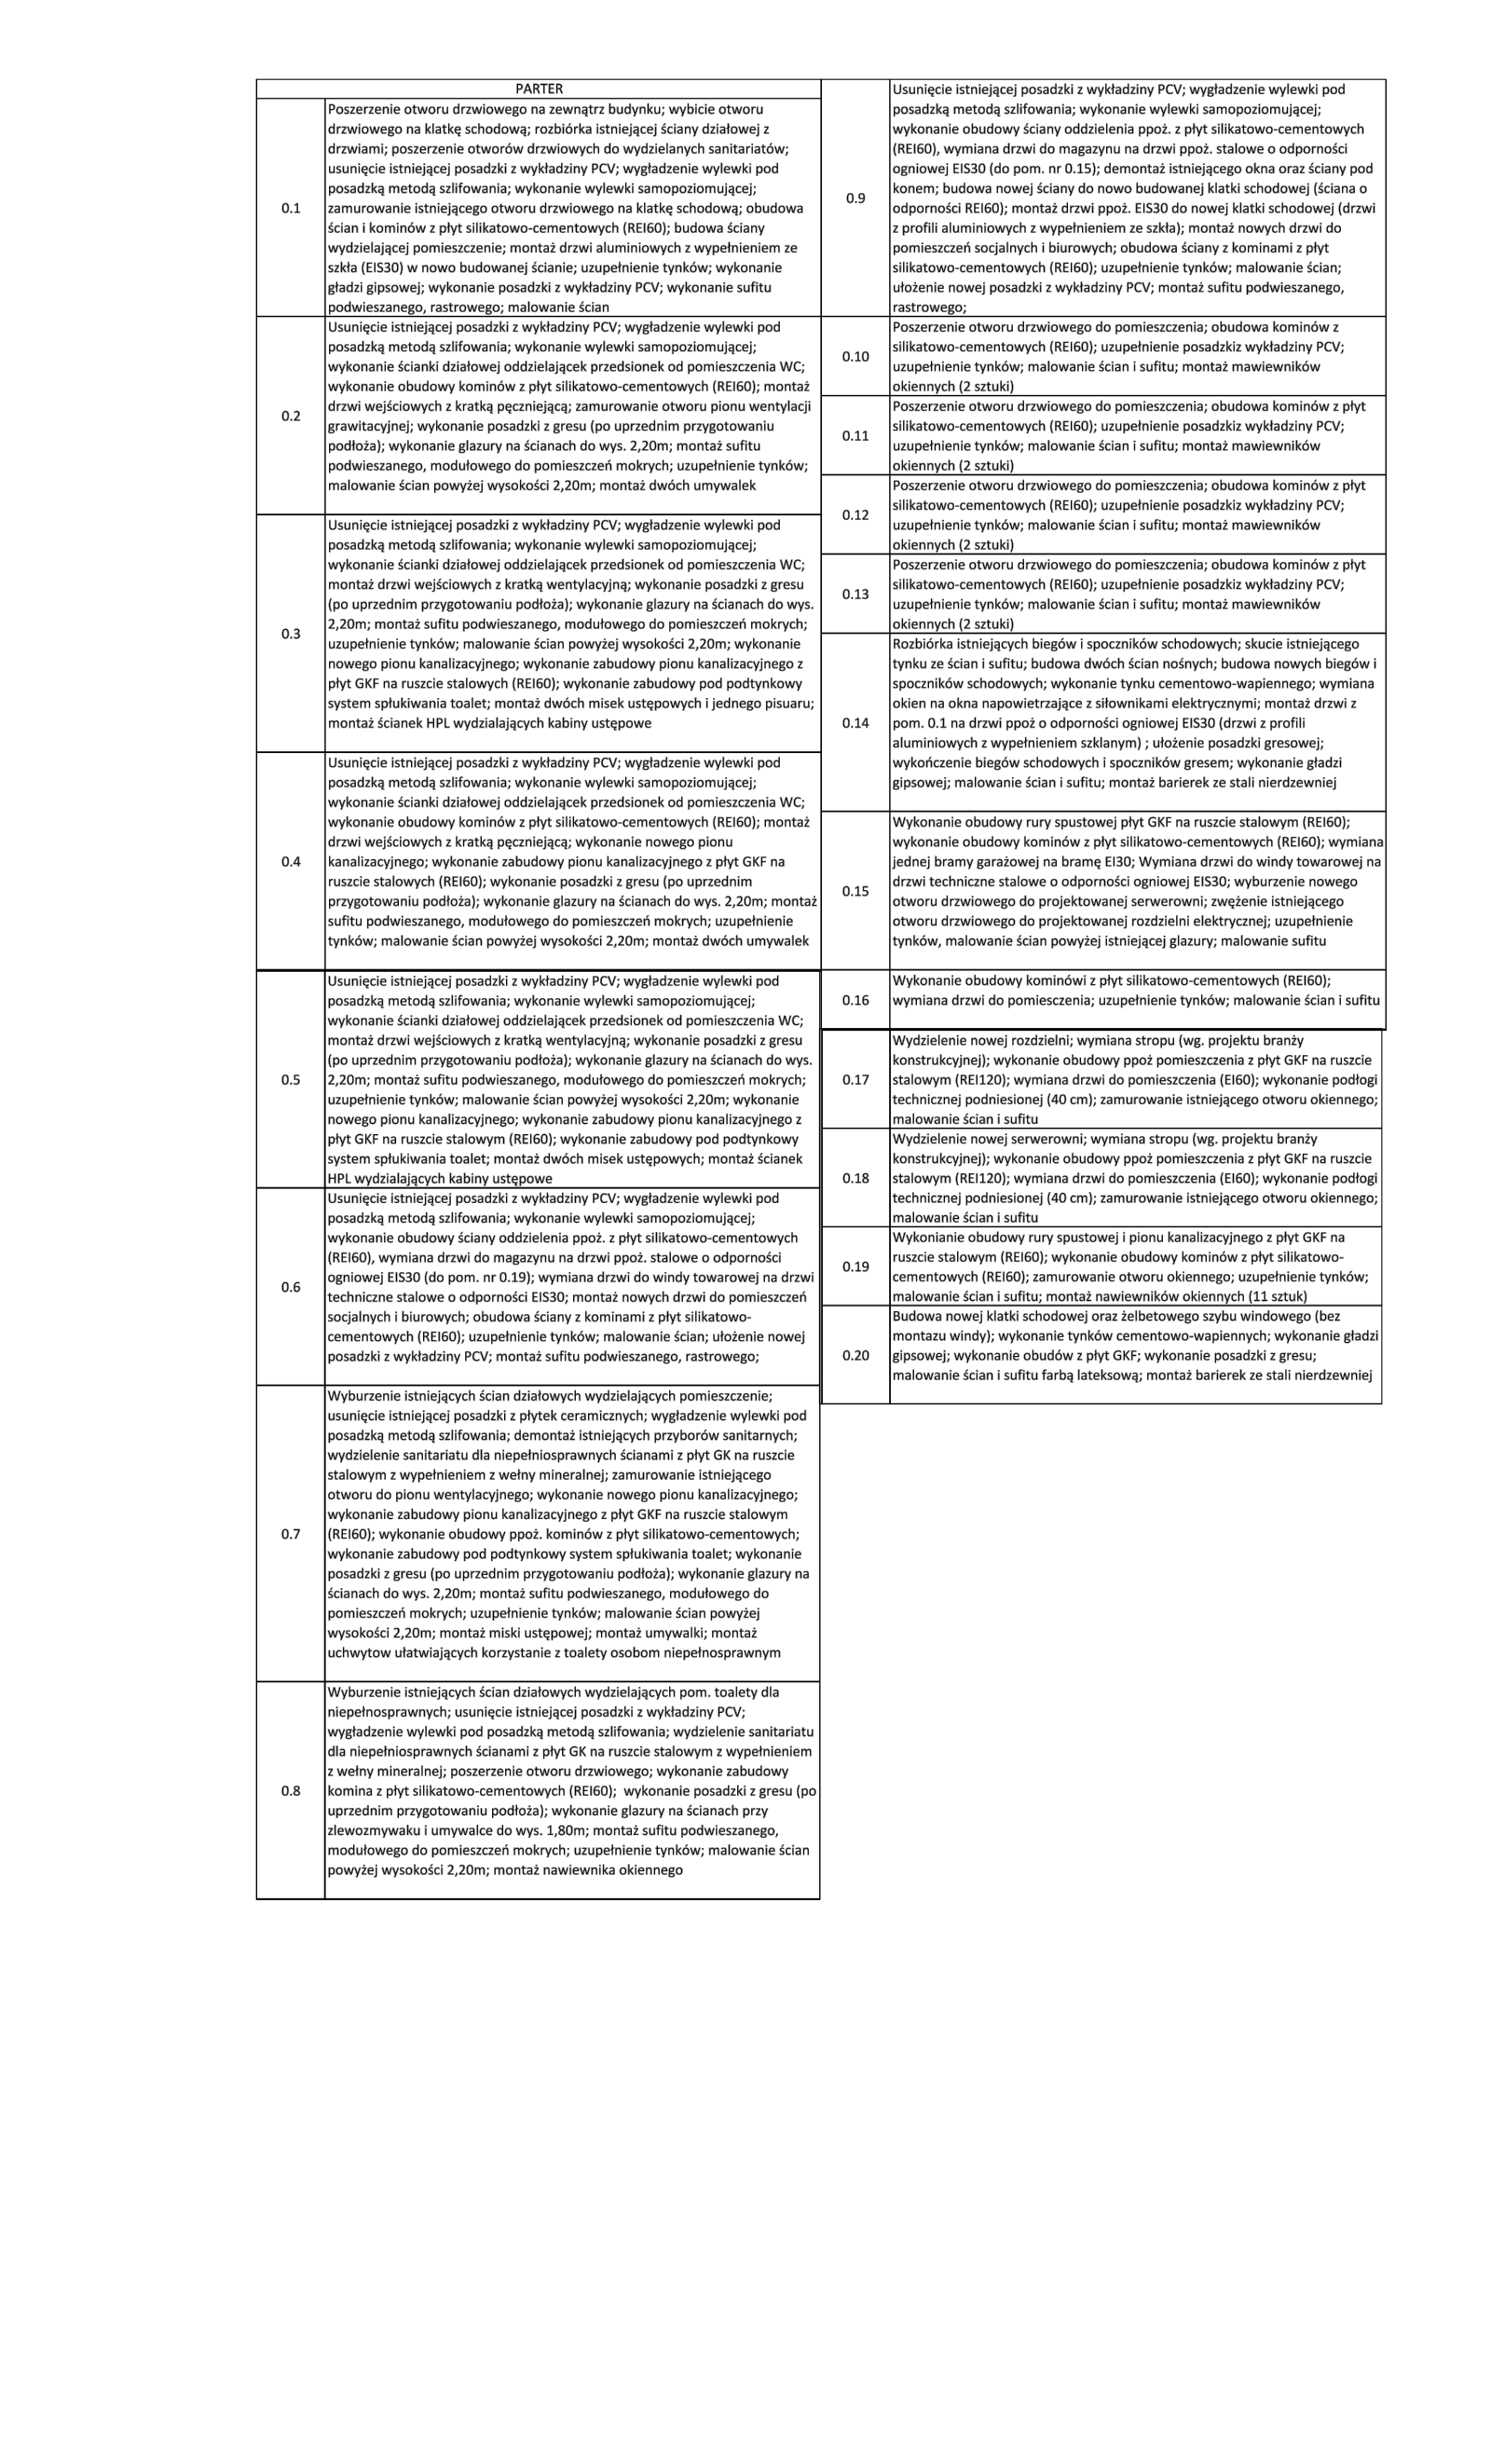 PARTER
0.1
Poszerzenie otworu drzwiowego na zewnątrz budynku; wybicie otworu
drzwiowego na klatkę schodową; rozbiórka istniejącej ściany działowej z
drzwiami; poszerzenie otworów drzwiowych do wydzielanych sanitariatów;
usunięcie istniejącej posadzki z wykładziny PCV; wygładzenie wylewki pod
posadzką metodą szlifowania; wykonanie wylewki samopoziomującej;
zamurowanie istniejącego otworu drzwiowego na klatkę schodową; obudowa
ścian i kominów z płyt silikatowo-cementowych (REI60); budowa ściany
wydzielającej pomieszczenie; montaż drzwi aluminiowych z wypełnieniem ze
szkła (EIS30) w nowo budowanej ścianie; uzupełnienie tynków; wykonanie
gładzi gipsowej; wykonanie posadzki z wykładziny PCV; wykonanie sufitu
podwieszanego, rastrowego; malowanie ścian
0.2
Usunięcie istniejącej posadzki z wykładziny PCV; wygładzenie wylewki pod
posadzką metodą szlifowania; wykonanie wylewki samopoziomującej;
wykonanie ścianki działowej oddzielającek przedsionek od pomieszczenia WC;
wykonanie obudowy kominów z płyt silikatowo-cementowych (REI60); montaż
drzwi wejściowych z kratką pęczniejącą; zamurowanie otworu pionu wentylacji
grawitacyjnej; wykonanie posadzki z gresu (po uprzednim przygotowaniu
podłoża); wykonanie glazury na ścianach do wys. 2,20m; montaż sufitu
podwieszanego, modułowego do pomieszczeń mokrych; uzupełnienie tynków;
malowanie ścian powyżej wysokości 2,20m; montaż dwóch umywalek
0.3
Usunięcie istniejącej posadzki z wykładziny PCV; wygładzenie wylewki pod
posadzką metodą szlifowania; wykonanie wylewki samopoziomującej;
wykonanie ścianki działowej oddzielającek przedsionek od pomieszczenia WC;
montaż drzwi wejściowych z kratką wentylacyjną; wykonanie posadzki z gresu
(po uprzednim przygotowaniu podłoża); wykonanie glazury na ścianach do wys.
2,20m; montaż sufitu podwieszanego, modułowego do pomieszczeń mokrych;
uzupełnienie tynków; malowanie ścian powyżej wysokości 2,20m; wykonanie
nowego pionu kanalizacyjnego; wykonanie zabudowy pionu kanalizacyjnego z
płyt GKF na ruszcie stalowych (REI60); wykonanie zabudowy pod podtynkowy
system spłukiwania toalet; montaż dwóch misek ustępowych i jednego pisuaru;
montaż ścianek HPL wydzialających kabiny ustępowe
0.4
Usunięcie istniejącej posadzki z wykładziny PCV; wygładzenie wylewki pod
posadzką metodą szlifowania; wykonanie wylewki samopoziomującej;
wykonanie ścianki działowej oddzielającek przedsionek od pomieszczenia WC;
wykonanie obudowy kominów z płyt silikatowo-cementowych (REI60); montaż
drzwi wejściowych z kratką pęczniejącą; wykonanie nowego pionu
kanalizacyjnego; wykonanie zabudowy pionu kanalizacyjnego z płyt GKF na
ruszcie stalowych (REI60); wykonanie posadzki z gresu (po uprzednim
przygotowaniu podłoża); wykonanie glazury na ścianach do wys. 2,20m; montaż
sufitu podwieszanego, modułowego do pomieszczeń mokrych; uzupełnienie
tynków; malowanie ścian powyżej wysokości 2,20m; montaż dwóch umywalek
0.5
Usunięcie istniejącej posadzki z wykładziny PCV; wygładzenie wylewki pod
posadzką metodą szlifowania; wykonanie wylewki samopoziomującej;
wykonanie ścianki działowej oddzielającek przedsionek od pomieszczenia WC;
montaż drzwi wejściowych z kratką wentylacyjną; wykonanie posadzki z gresu
(po uprzednim przygotowaniu podłoża); wykonanie glazury na ścianach do wys.
2,20m; montaż sufitu podwieszanego, modułowego do pomieszczeń mokrych;
uzupełnienie tynków; malowanie ścian powyżej wysokości 2,20m; wykonanie
nowego pionu kanalizacyjnego; wykonanie zabudowy pionu kanalizacyjnego z
płyt GKF na ruszcie stalowym (REI60); wykonanie zabudowy pod podtynkowy
system spłukiwania toalet; montaż dwóch misek ustępowych; montaż ścianek
HPL wydzialających kabiny ustępowe
0.6
Usunięcie istniejącej posadzki z wykładziny PCV; wygładzenie wylewki pod
posadzką metodą szlifowania; wykonanie wylewki samopoziomującej;
wykonanie obudowy ściany oddzielenia ppoż. z płyt silikatowo-cementowych
(REI60), wymiana drzwi do magazynu na drzwi ppoż. stalowe o odporności
ogniowej EIS30 (do pom. nr 0.19); wymiana drzwi do windy towarowej na drzwi
techniczne stalowe o odporności EIS30; montaż nowych drzwi do pomieszczeń
socjalnych i biurowych; obudowa ściany z kominami z płyt silikatowo-
cementowych (REI60); uzupełnienie tynków; malowanie ścian; ułożenie nowej
posadzki z wykładziny PCV; montaż sufitu podwieszanego, rastrowego;
0.7
Wyburzenie istniejących ścian działowych wydzielających pomieszczenie;
usunięcie istniejącej posadzki z płytek ceramicznych; wygładzenie wylewki pod
posadzką metodą szlifowania; demontaż istniejących przyborów sanitarnych;
wydzielenie sanitariatu dla niepełniosprawnych ścianami z płyt GK na ruszcie
stalowym z wypełnieniem z wełny mineralnej; zamurowanie istniejącego
otworu do pionu wentylacyjnego; wykonanie nowego pionu kanalizacyjnego;
wykonanie zabudowy pionu kanalizacyjnego z płyt GKF na ruszcie stalowym
(REI60); wykonanie obudowy ppoż. kominów z płyt silikatowo-cementowych;
wykonanie zabudowy pod podtynkowy system spłukiwania toalet; wykonanie
posadzki z gresu (po uprzednim przygotowaniu podłoża); wykonanie glazury na
ścianach do wys. 2,20m; montaż sufitu podwieszanego, modułowego do
pomieszczeń mokrych; uzupełnienie tynków; malowanie ścian powyżej
wysokości 2,20m; montaż miski ustępowej; montaż umywalki; montaż
uchwytow ułatwiających korzystanie z toalety osobom niepełnosprawnym
0.8
Wyburzenie istniejących ścian działowych wydzielających pom. toalety dla
niepełnosprawnych; usunięcie istniejącej posadzki z wykładziny PCV;
wygładzenie wylewki pod posadzką metodą szlifowania; wydzielenie sanitariatu
dla niepełniosprawnych ścianami z płyt GK na ruszcie stalowym z wypełnieniem
z wełny mineralnej; poszerzenie otworu drzwiowego; wykonanie zabudowy
komina z płyt silikatowo-cementowych (REI60);  wykonanie posadzki z gresu (po
uprzednim przygotowaniu podłoża); wykonanie glazury na ścianach przy
zlewozmywaku i umywalce do wys. 1,80m; montaż sufitu podwieszanego,
modułowego do pomieszczeń mokrych; uzupełnienie tynków; malowanie ścian
powyżej wysokości 2,20m; montaż nawiewnika okiennego
0.9
Usunięcie istniejącej posadzki z wykładziny PCV; wygładzenie wylewki pod
posadzką metodą szlifowania; wykonanie wylewki samopoziomującej;
wykonanie obudowy ściany oddzielenia ppoż. z płyt silikatowo-cementowych
(REI60), wymiana drzwi do magazynu na drzwi ppoż. stalowe o odporności
ogniowej EIS30 (do pom. nr 0.15); demontaż istniejącego okna oraz ściany pod
konem; budowa nowej ściany do nowo budowanej klatki schodowej (ściana o
odporności REI60); montaż drzwi ppoż. EIS30 do nowej klatki schodowej (drzwi
z profili aluminiowych z wypełnieniem ze szkła); montaż nowych drzwi do
pomieszczeń socjalnych i biurowych; obudowa ściany z kominami z płyt
silikatowo-cementowych (REI60); uzupełnienie tynków; malowanie ścian;
ułożenie nowej posadzki z wykładziny PCV; montaż sufitu podwieszanego,
rastrowego;
0.10
Poszerzenie otworu drzwiowego do pomieszczenia; obudowa kominów z
silikatowo-cementowych (REI60); uzupełnienie posadzkiz wykładziny PCV;
uzupełnienie tynków; malowanie ścian i sufitu; montaż mawiewników
okiennych (2 sztuki)
0.11
Poszerzenie otworu drzwiowego do pomieszczenia; obudowa kominów z płyt
silikatowo-cementowych (REI60); uzupełnienie posadzkiz wykładziny PCV;
uzupełnienie tynków; malowanie ścian i sufitu; montaż mawiewników
okiennych (2 sztuki)
0.12
Poszerzenie otworu drzwiowego do pomieszczenia; obudowa kominów z płyt
silikatowo-cementowych (REI60); uzupełnienie posadzkiz wykładziny PCV;
uzupełnienie tynków; malowanie ścian i sufitu; montaż mawiewników
okiennych (2 sztuki)
0.13
Poszerzenie otworu drzwiowego do pomieszczenia; obudowa kominów z płyt
silikatowo-cementowych (REI60); uzupełnienie posadzkiz wykładziny PCV;
uzupełnienie tynków; malowanie ścian i sufitu; montaż mawiewników
okiennych (2 sztuki)
0.14
Rozbiórka istniejących biegów i spoczników schodowych; skucie istniejącego
tynku ze ścian i sufitu; budowa dwóch ścian nośnych; budowa nowych biegów i
spoczników schodowych; wykonanie tynku cementowo-wapiennego; wymiana
okien na okna napowietrzające z siłownikami elektrycznymi; montaż drzwi z
pom. 0.1 na drzwi ppoż o odporności ogniowej EIS30 (drzwi z profili
aluminiowych z wypełnieniem szklanym) ; ułożenie posadzki gresowej;
wykończenie biegów schodowych i spoczników gresem; wykonanie gładzi
gipsowej; malowanie ścian i sufitu; montaż barierek ze stali nierdzewniej
0.15
Wykonanie obudowy rury spustowej płyt GKF na ruszcie stalowym (REI60);
wykonanie obudowy kominów z płyt silikatowo-cementowych (REI60); wymiana
jednej bramy garażowej na bramę EI30; Wymiana drzwi do windy towarowej na
drzwi techniczne stalowe o odporności ogniowej EIS30; wyburzenie nowego
otworu drzwiowego do projektowanej serwerowni; zwężenie istniejącego
otworu drzwiowego do projektowanej rozdzielni elektrycznej; uzupełnienie
tynków, malowanie ścian powyżej istniejącej glazury; malowanie sufitu
0.16
Wykonanie obudowy kominówi z płyt silikatowo-cementowych (REI60);
wymiana drzwi do pomiesczenia; uzupełnienie tynków; malowanie ścian i sufitu
0.17
Wydzielenie nowej rozdzielni; wymiana stropu (wg. projektu branży
konstrukcyjnej); wykonanie obudowy ppoż pomieszczenia z płyt GKF na ruszcie
stalowym (REI120); wymiana drzwi do pomieszczenia (EI60); wykonanie podłogi
technicznej podniesionej (40 cm); zamurowanie istniejącego otworu okiennego;
malowanie ścian i sufitu
0.18
Wydzielenie nowej serwerowni; wymiana stropu (wg. projektu branży
konstrukcyjnej); wykonanie obudowy ppoż pomieszczenia z płyt GKF na ruszcie
stalowym (REI120); wymiana drzwi do pomieszczenia (EI60); wykonanie podłogi
technicznej podniesionej (40 cm); zamurowanie istniejącego otworu okiennego;
malowanie ścian i sufitu
0.19
Wykonianie obudowy rury spustowej i pionu kanalizacyjnego z płyt GKF na
ruszcie stalowym (REI60); wykonanie obudowy kominów z płyt silikatowo-
cementowych (REI60); zamurowanie otworu okiennego; uzupełnienie tynków;
malowanie ścian i sufitu; montaż nawiewników okiennych (11 sztuk)
0.20
Budowa nowej klatki schodowej oraz żelbetowego szybu windowego (bez
montazu windy); wykonanie tynków cementowo-wapiennych; wykonanie gładzi
gipsowej; wykonanie obudów z płyt GKF; wykonanie posadzki z gresu;
malowanie ścian i sufitu farbą lateksową; montaż barierek ze stali nierdzewniej